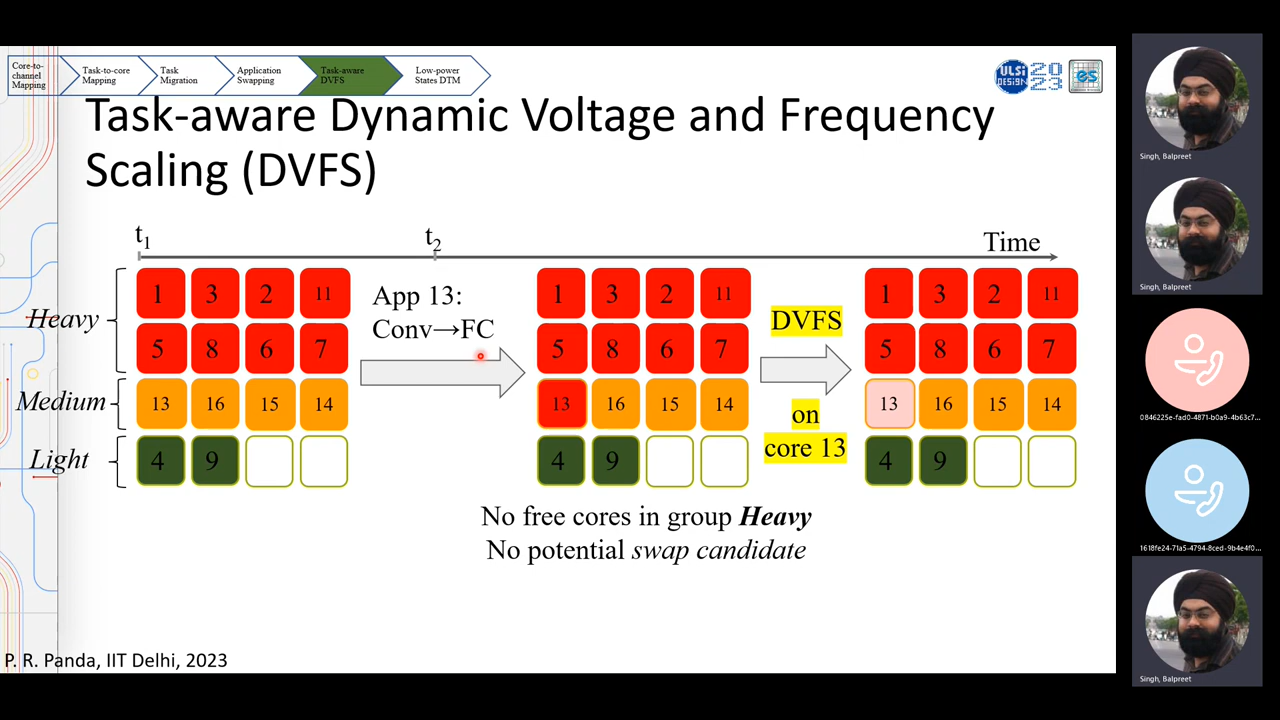 Core-to-
channel
Mapping
Task-to-core
Mapping
Task
Migration
Application
Swapping
Task-aware
DVFS
Low-power
States DTM
VLSI
DESIGN
20
23
es
Task-aware Dynamic Voltage and Frequency
Scaling (DVFS)
t1
t2
Time
Heavy
Medium
Light
1 3 2 11
5 8 6 7
13 16 15 14
4 9
App 13:
Conv→FC
1 3 2 11
5 8 6 7
13 16 15 14
4 9
DVFS
on
core 13
1 3 2 11
5 8 6 7
13 16 15 14
4 9
No free cores in group Heavy
No potential swap candidate
P. R. Panda, IIT Delhi, 2023
Singh, Balpreet
Singh, Balpreet
0846225e-fad0-4871-b0a9-4b63c7...
1618fe24-71a5-4794-8ced-9b4e4f0...
Singh, Balpreet